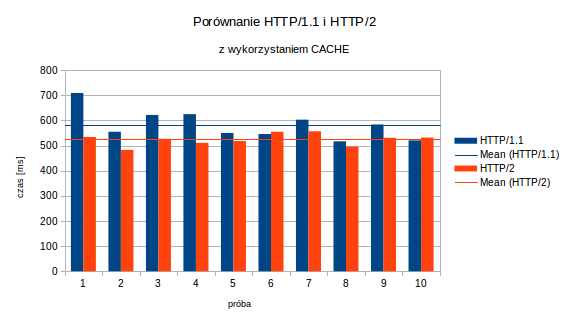 Porównanie HTTP/1.1 i HTTP/2
z wykorzystaniem CACHE
800
700
600
500
400
300
200
100
0
czas [ms]
1 2 3 4 5 6 7 8 9 10
próba
HTTP/1.1
Mean (HTTP/1.1)
HTTP/2
Mean (HTTP/2)